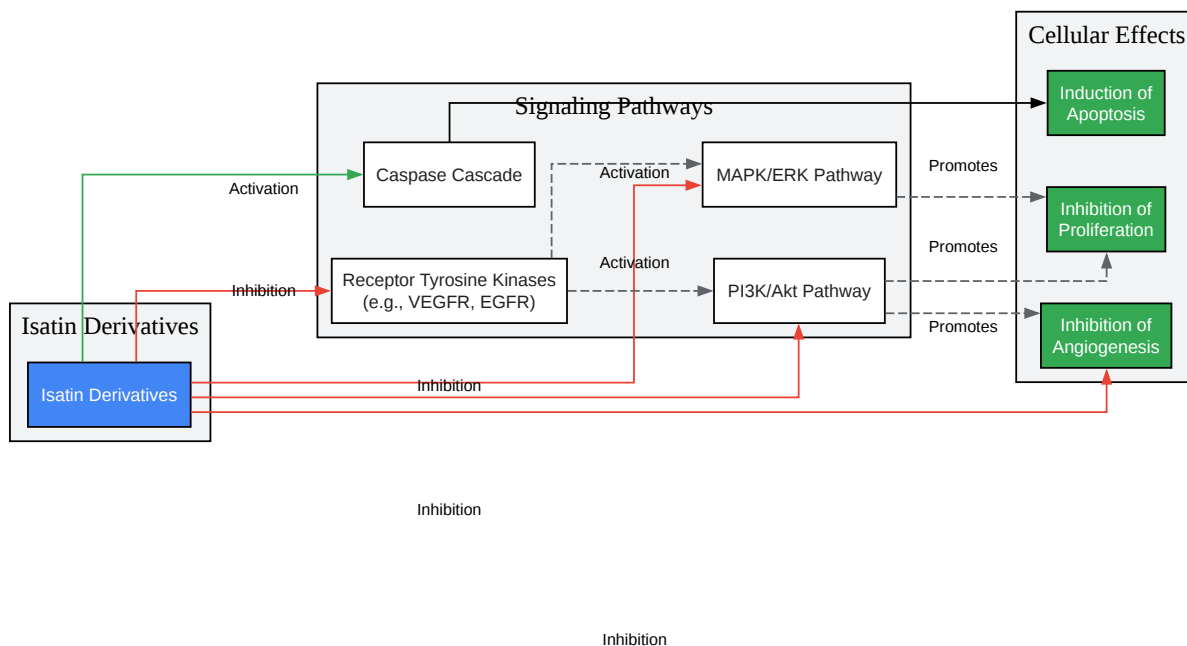 Cellular Effects
Induction of
Apoptosis
Signaling Pathways
Caspase Cascade
Activation
MAPK/ERK Pathway
Promotes
Activation
Inhibition of
Proliferation
Promotes
Receptor Tyrosine Kinases
(e.g., VEGFR, EGFR)
Activation
PI3K/Akt Pathway
Inhibition
Isatin Derivatives
Promotes
Inhibition of
Angiogenesis
Isatin Derivatives
Inhibition
Inhibition
Inhibition